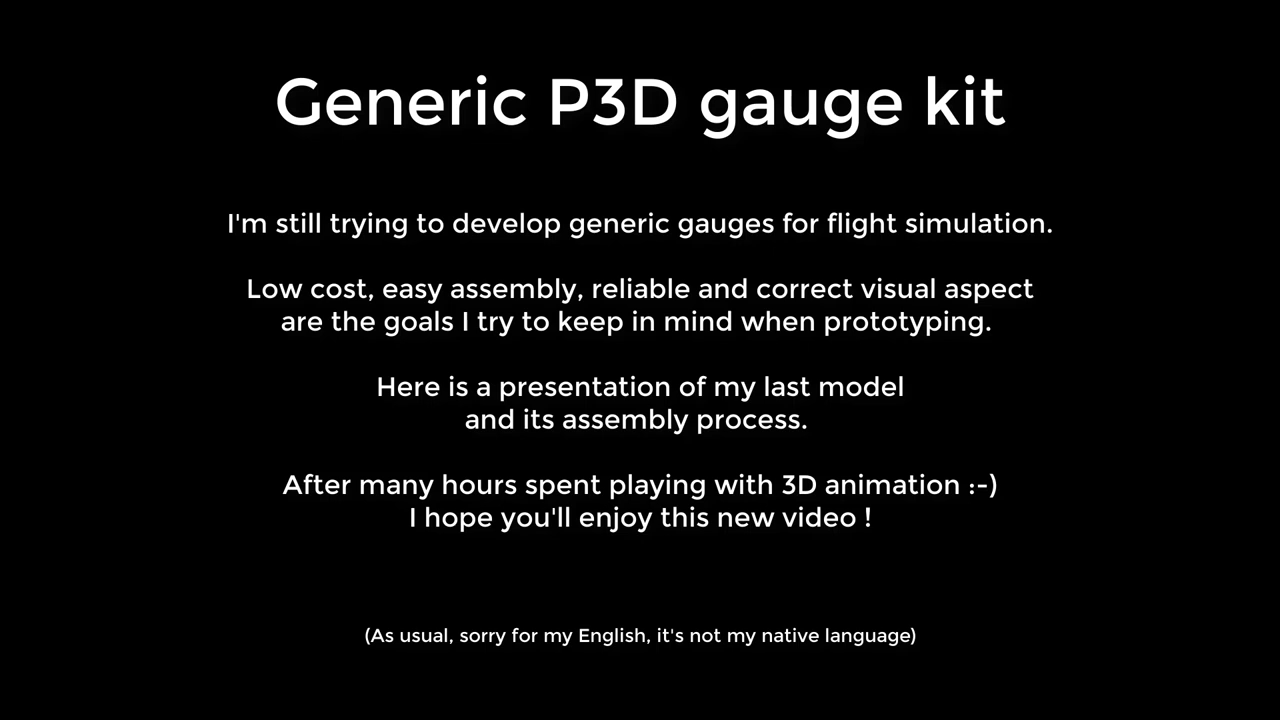 Generic P3D gauge kit
I'm still trying to develop generic gauges for flight simulation.
Low cost, easy assembly, reliable and correct visual aspect
are the goals I try to keep in mind when prototyping.
Here is a presentation of my last model
and its assembly process.
After many hours spent playing with 3D animation :-)
I hope you'll enjoy this new video !
(As usual, sorry for my English, it's not my native language)